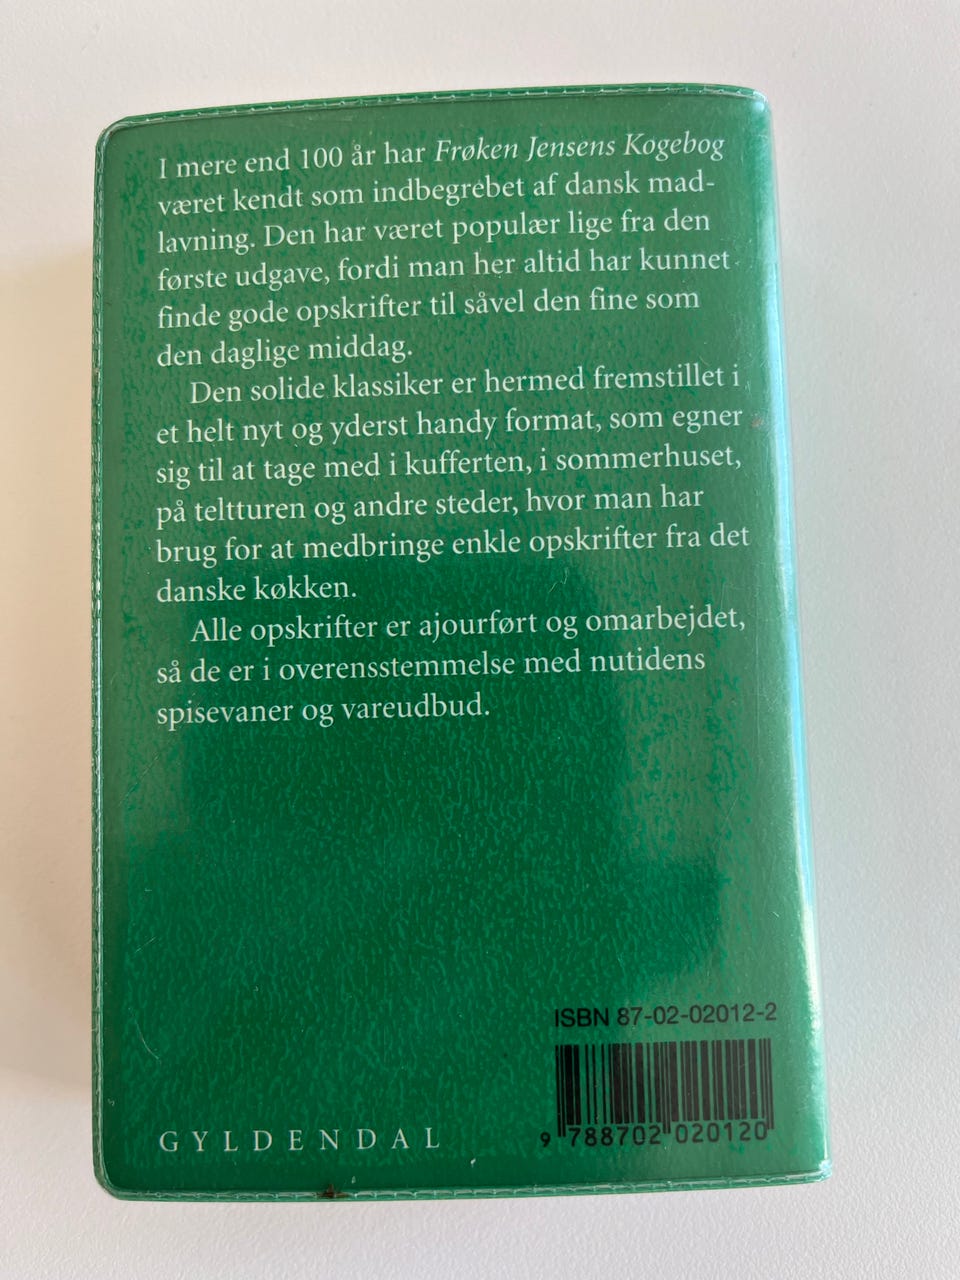 I mere end 100 år har Frøken Jensens Kogebog
været kendt som indbegrebet af dansk mad-
lavning. Den har været populær lige fra den
første udgave, fordi man her altid har kunnet
finde gode opskrifter til såvel den fine som
den daglige middag.
Den solide klassiker er hermed fremstillet i
et helt nyt og yderst handy format, som egner
sig til at tage med i kufferten, i sommerhuset,
på teltturen og andre steder, hvor man har
brug for at medbringe enkle opskrifter fra det
danske køkken.
Alle opskrifter er ajourført og omarbejdet,
så de er i overensstemmelse med nutidens
spisevaner og vareudbud.
ISBN 87-02-02012-2
9 788702 020120
GYLDENDAL